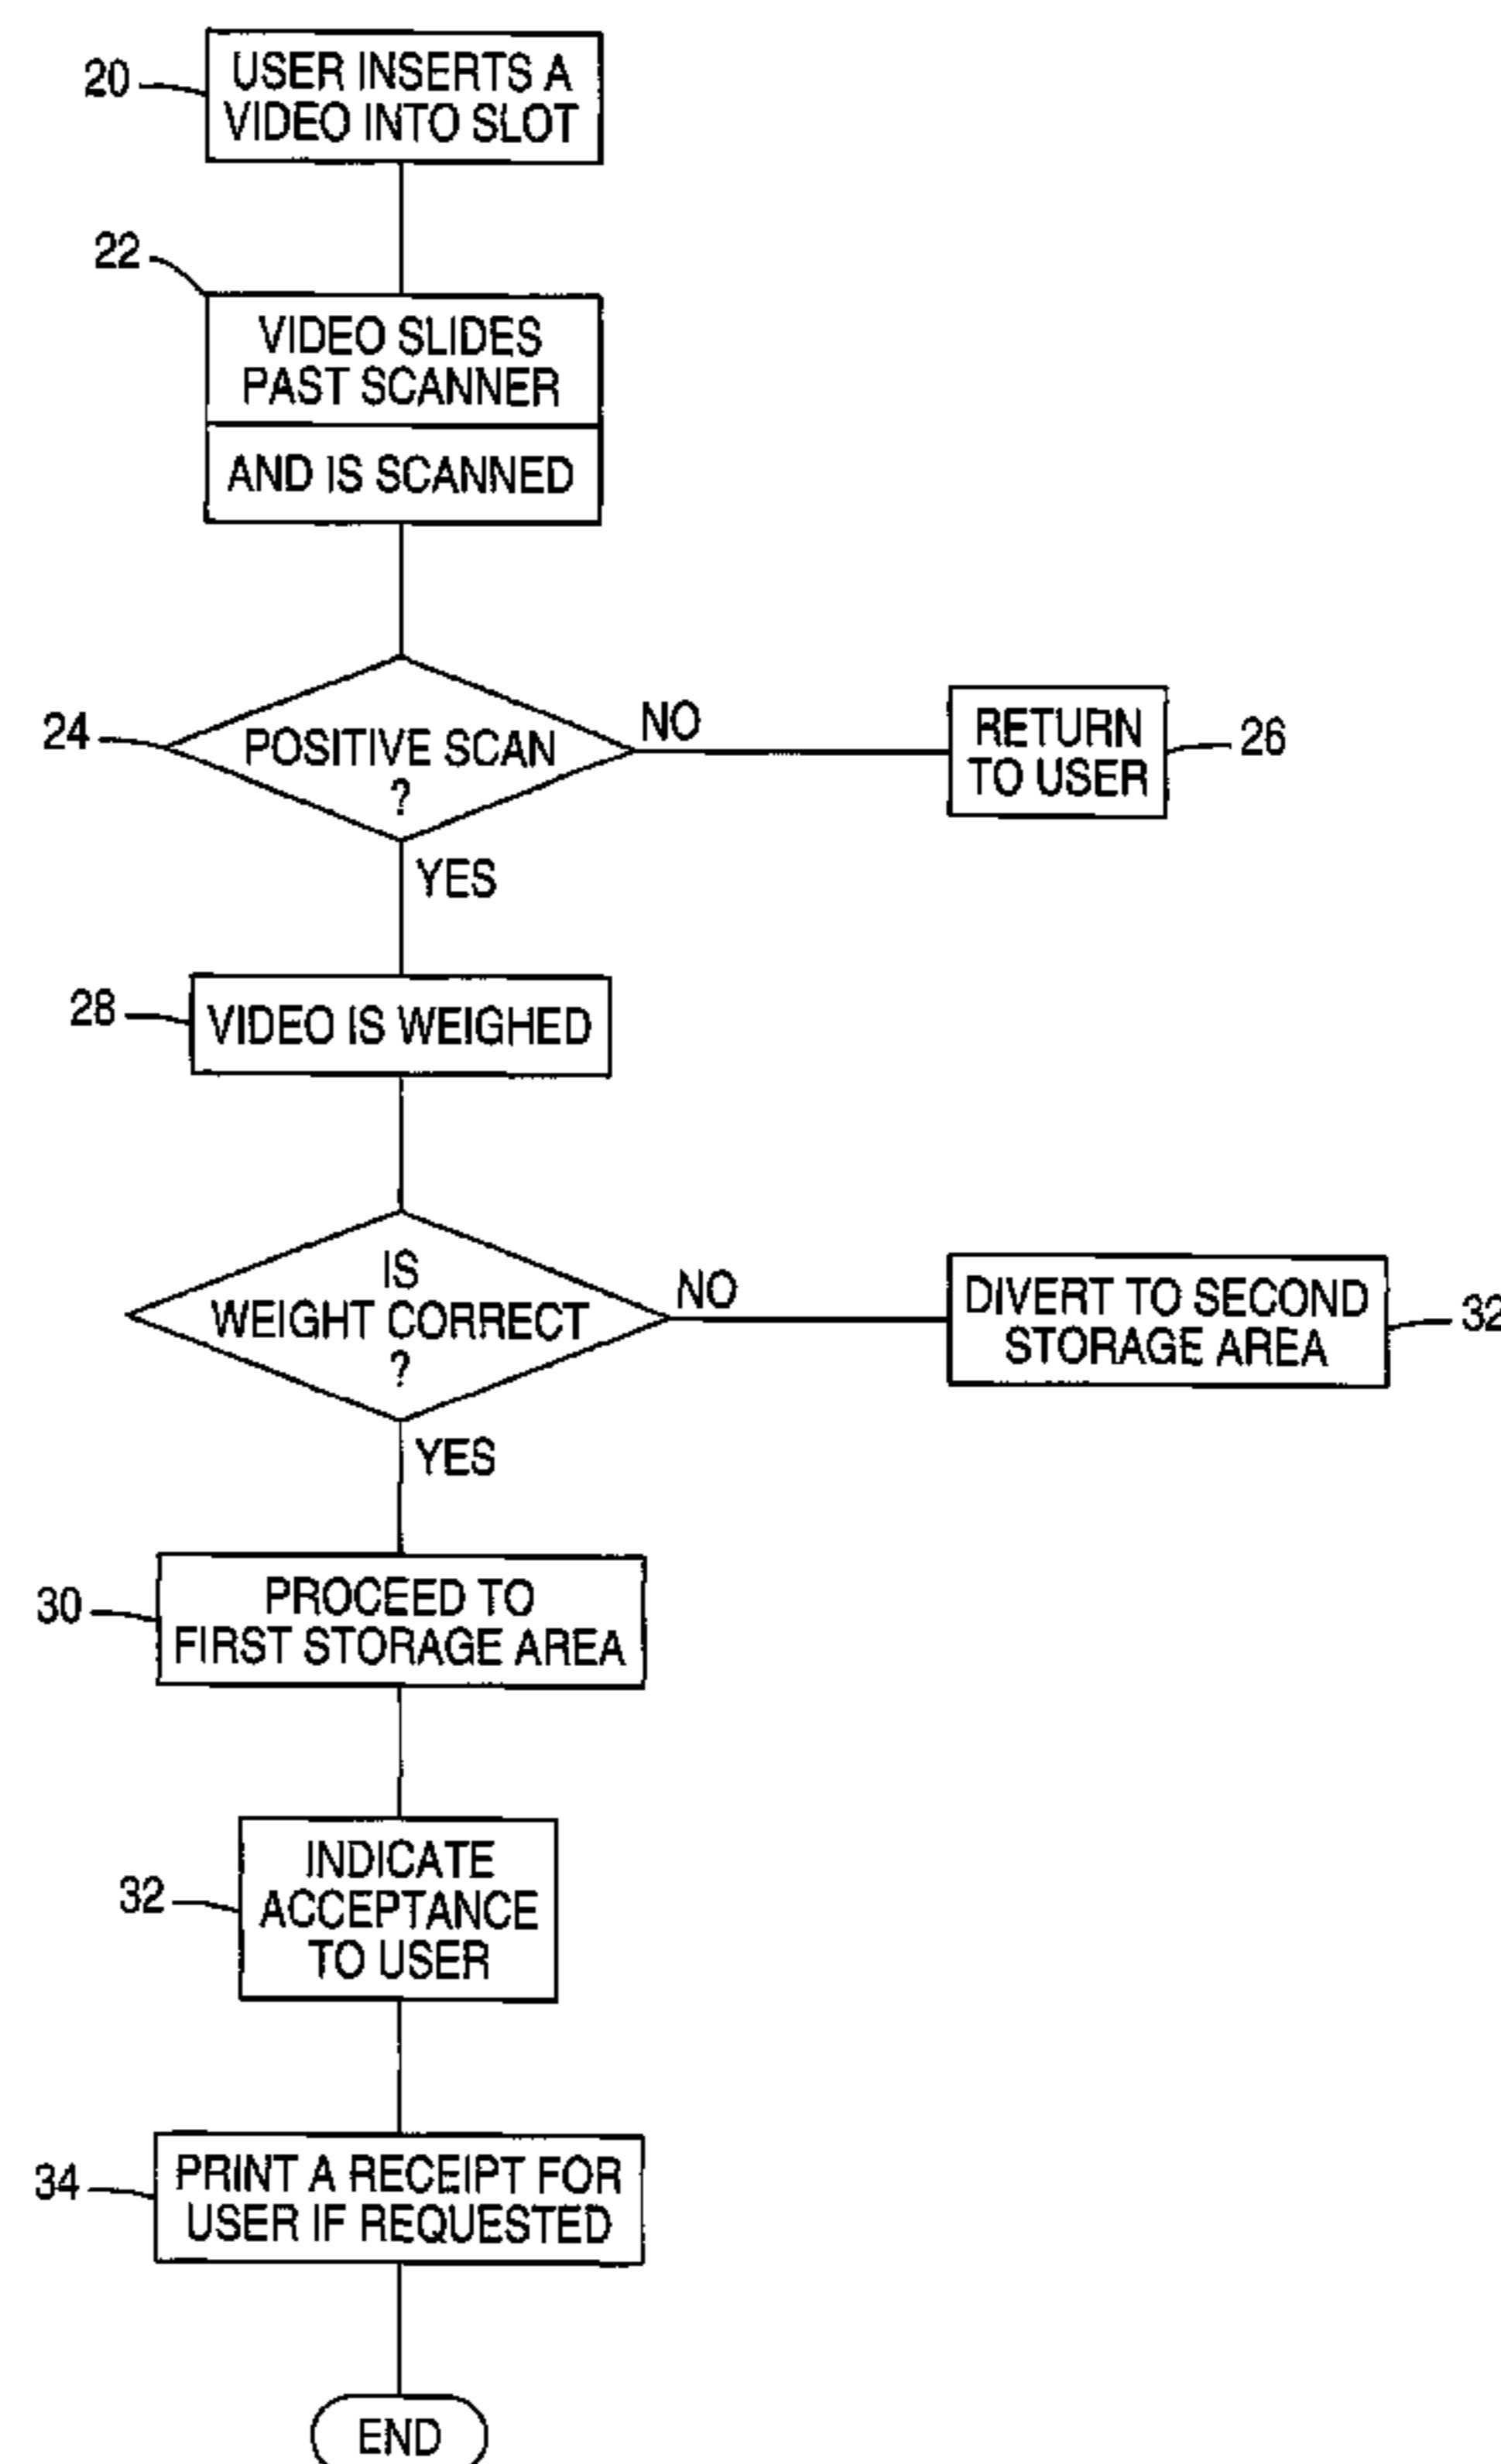 20
USER INSERTS A
VIDEO INTO SLOT
22
VIDEO SLIDES
PAST SCANNER
AND IS SCANNED
24
POSITIVE SCAN
?
NO
RETURN
TO USER
26
YES
28
VIDEO IS WEIGHED
IS
WEIGHT CORRECT
?
NO
DIVERT TO SECOND
STORAGE AREA
32
YES
30
PROCEED TO
FIRST STORAGE AREA
32
INDICATE
ACCEPTANCE
TO USER
34
PRINT A RECEIPT FOR
USER IF REQUESTED
END